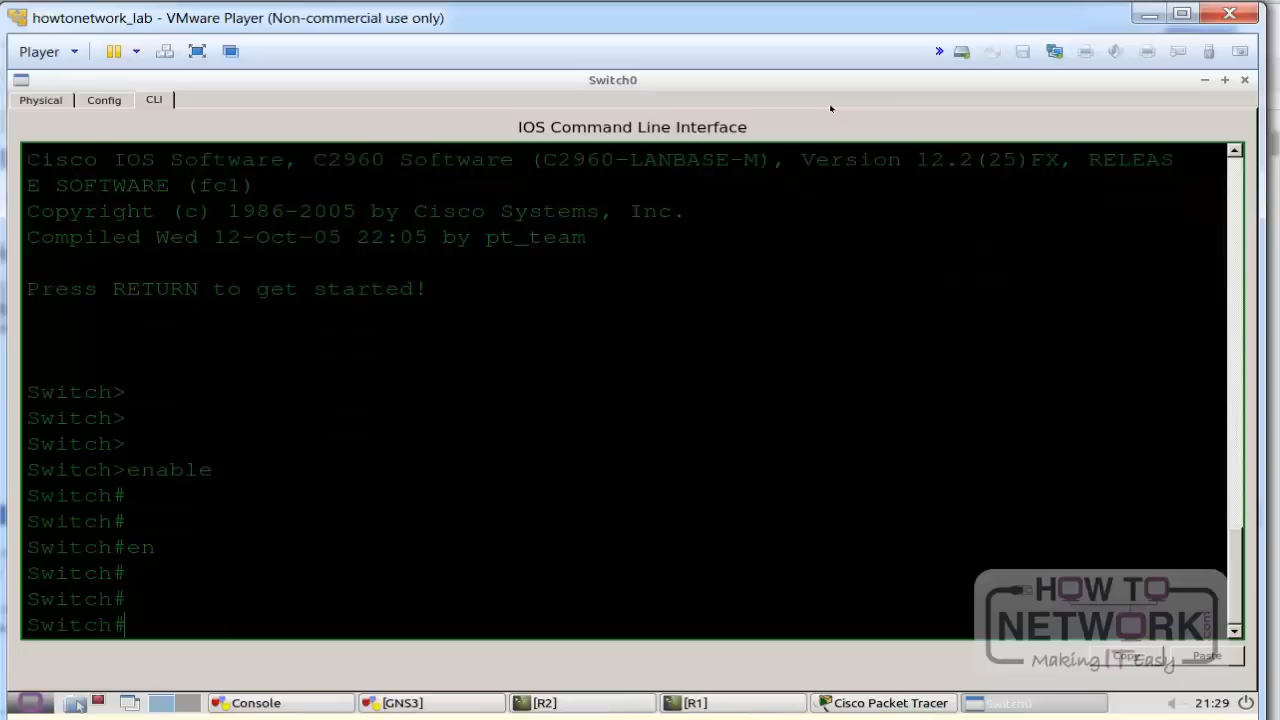 howtonetwork_lab - VMware Player (Non-commercial use only)
Player
»
Switch0
Physical Config CLI
IOS Command Line Interface
Cisco IOS Software, C2960 Software (C2960-LANBASE-M), Version 12.2(25)FX, RELEAS
E SOFTWARE (fc1)
Copyright (c) 1986-2005 by Cisco Systems, Inc.
Compiled Wed 12-Oct-05 22:05 by pt_team
Press RETURN to get started!
Switch>
Switch>
Switch>
Switch>enable
Switch#
Switch#
Switch#en
Switch#
Switch#
Switch#
HOW TO
NETWORK.com
Making IT Easy
Copy Paste
Console [GNS3] [R2] [R1] Cisco Packet Tracer Switch0 21:29